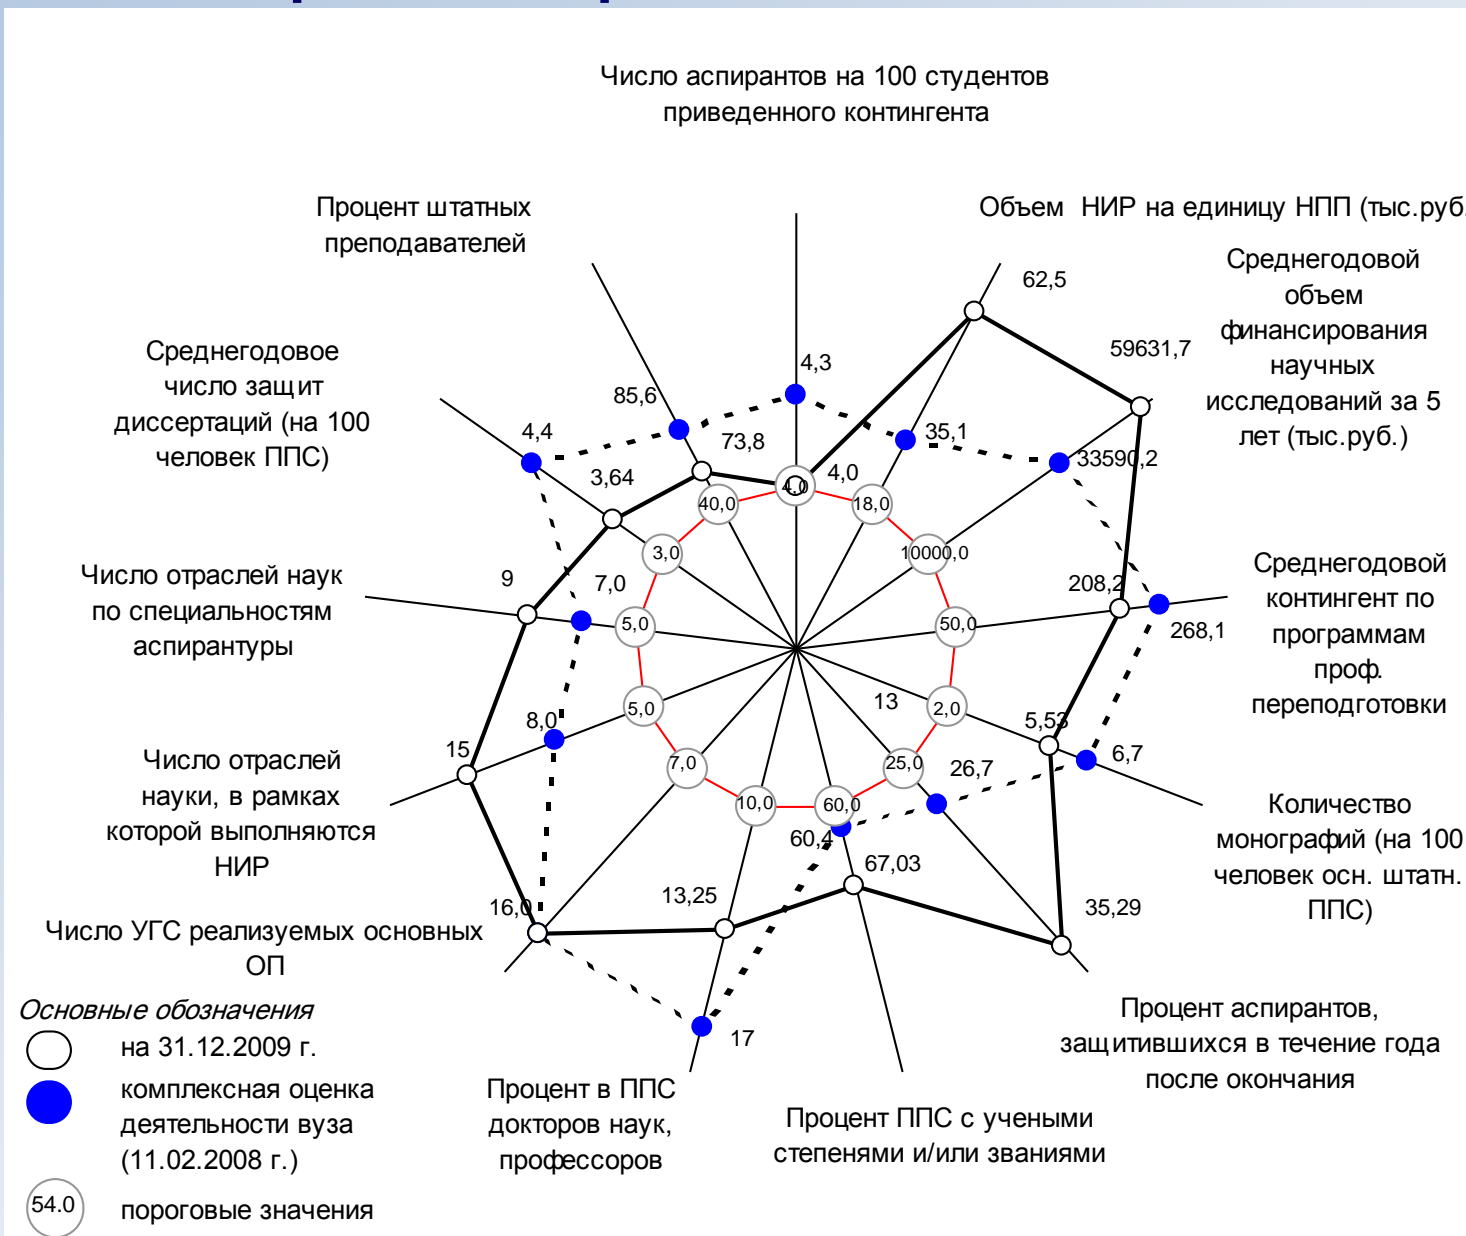 Число аспирантов на 100 студентов
приведенного контингента
Процент штатных
преподавателей
Объем НИР на единицу НПП (тыс.руб.
Среднегодовой
объем
финансирования
научных
исследований за 5
лет (тыс.руб.)
62,5
59631,7
Среднегодовое
число защит
диссертаций (на 100
человек ППС)
4,3
85,6
4,4
73,8
35,1
33590,2
3,64
4,0
4,0
40,0
18,0
3,0
10000,0
Число отраслей наук
по специальностям
аспирантуры
9
7,0
5,0
50,0
208,2
268,1
Среднегодовой
контингент по
программам
проф.
переподготовки
13
5,0
2,0
8,0
15
5,53
6,7
Число отраслей
науки, в рамках
которой выполняются
НИР
7,0
25,0
26,7
10,0
60,0
60,4
67,03
Количество
монографий (на 100
человек осн. штатн.
ППС)
16,0
13,25
35,29
Число УГС реализуемых основных
ОП
17
Процент аспирантов,
защитившихся в течение года
после окончания
Процент в ППС
докторов наук,
профессоров
Процент ППС с учеными
степенями и/или званиями
Основные обозначения
на 31.12.2009 г.
комплексная оценка
деятельности вуза
(11.02.2008 г.)
54.0
пороговые значения